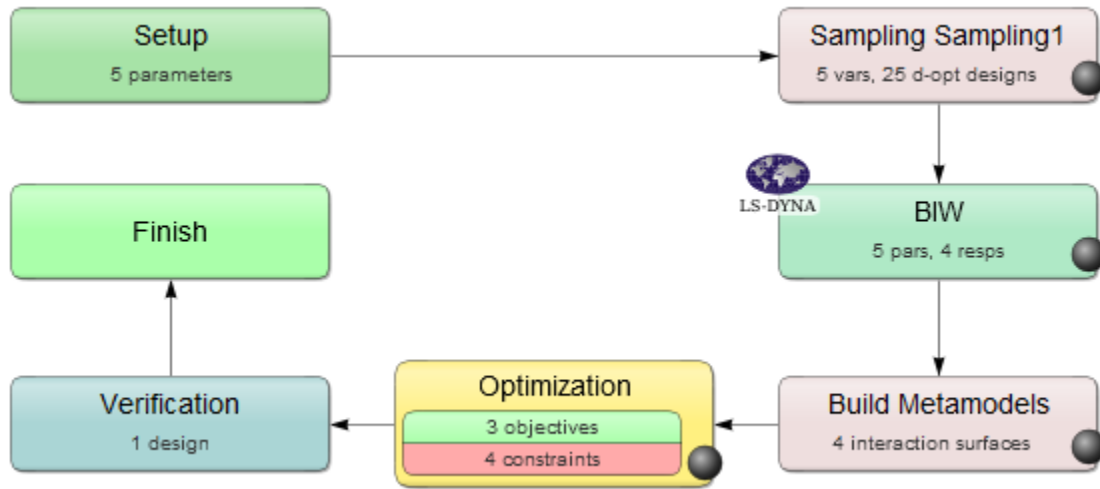 Setup
5 parameters
Sampling Sampling1
5 vars, 25 d-opt designs
LS-DYNA
BIW
5 pars, 4 resps
Finish
Verification
1 design
Optimization
3 objectives
4 constraints
Build Metamodels
4 interaction surfaces